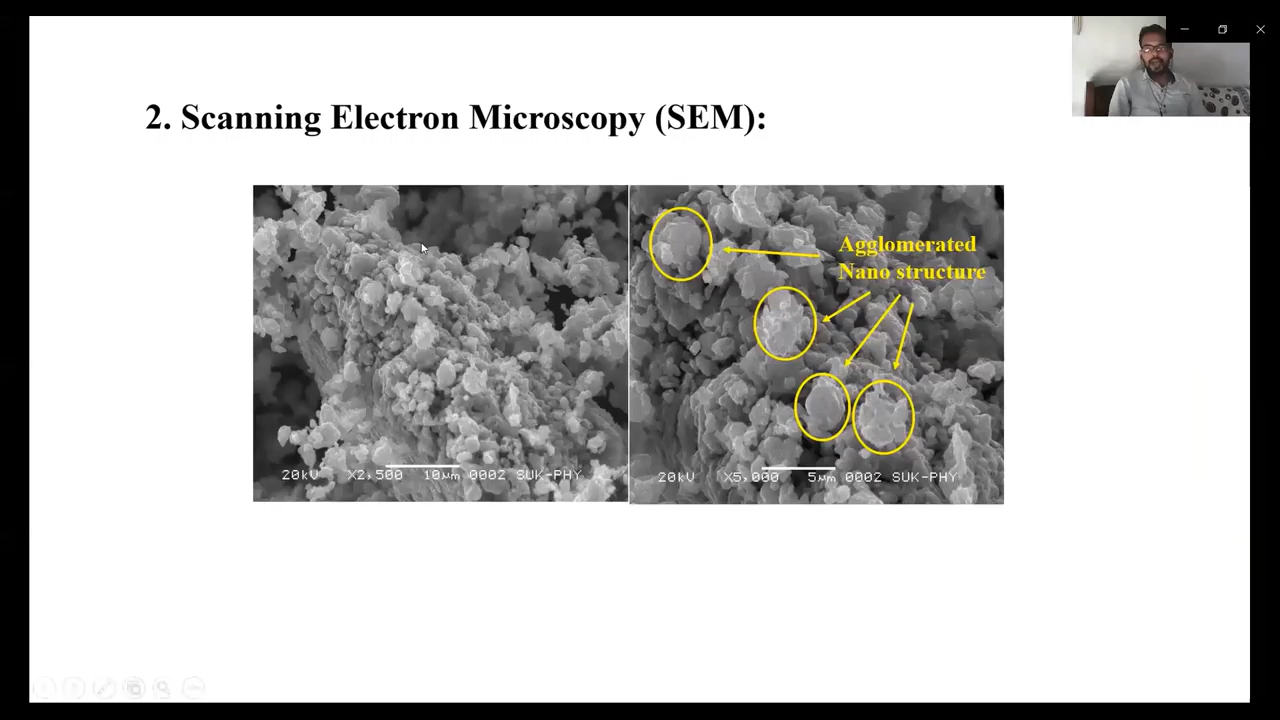 2. Scanning Electron Microscopy (SEM):
Agglomerated
Nano structure
20kV X2,500 10µm 0002 SUK-PHY
20kV X5,000 5µm 0002 SUK-PHY